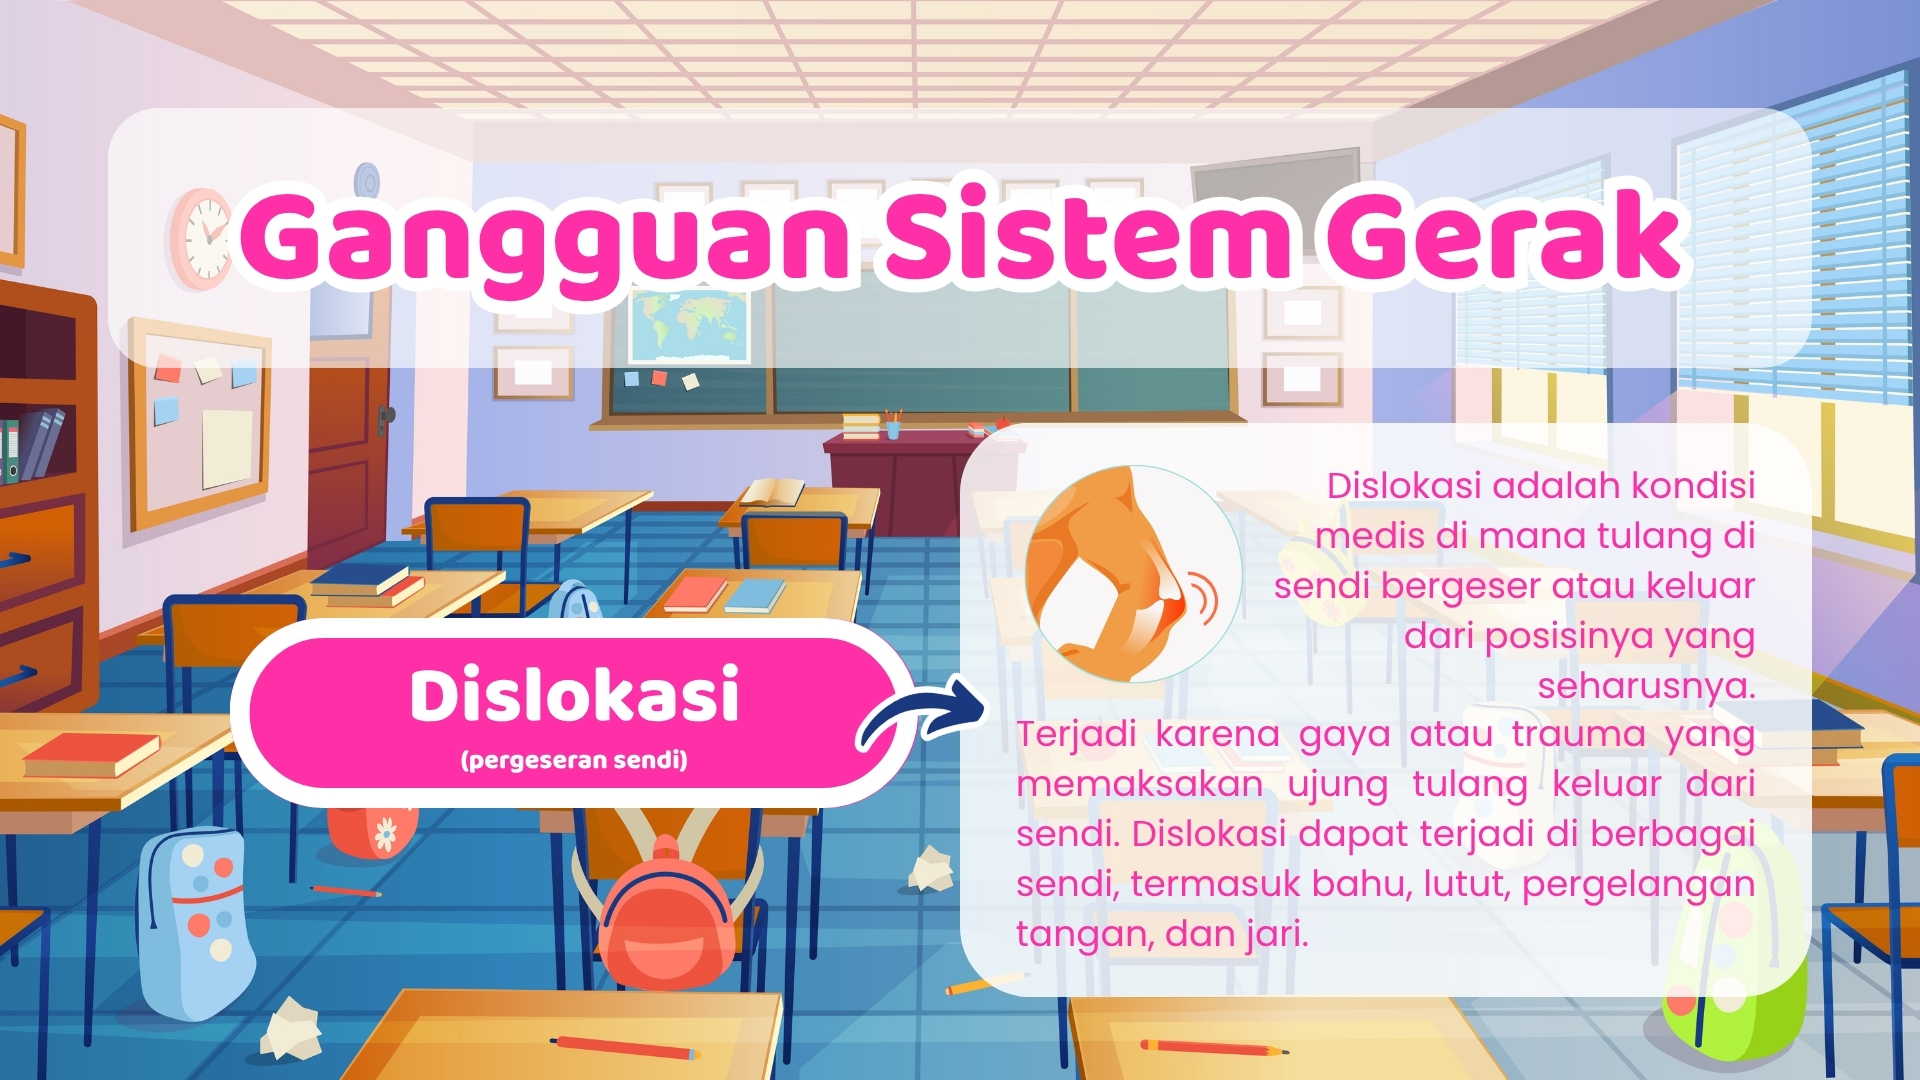 Gangguan Sistem Gerak
Dislokasi
(pergeseran sendi)
Dislokasi adalah kondisi
medis di mana tulang di
sendi bergeser atau keluar
dari posisinya yang
seharusnya.
Terjadi karena gaya atau trauma yang
memaksakan ujung tulang keluar dari
sendi. Dislokasi dapat terjadi di berbagai
sendi, termasuk bahu, lutut, pergelangan
tangan, dan jari.